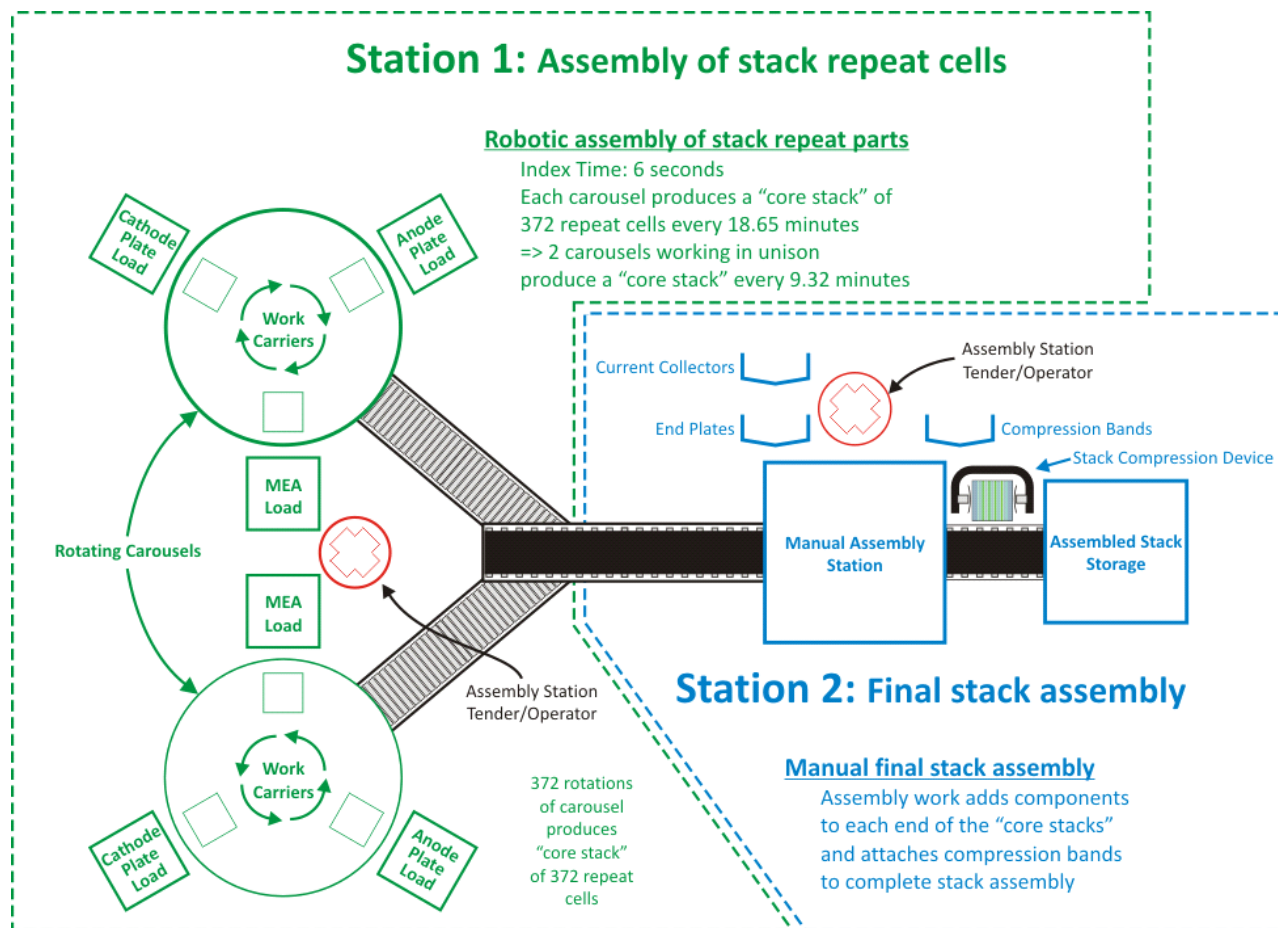 Station 1: Assembly of stack repeat cells
Robotic assembly of stack repeat parts
Index Time: 6 seconds
Each carousel produces a “core stack” of
372 repeat cells every 18.65 minutes
=> 2 carousels working in unison
produce a “core stack” every 9.32 minutes
Cathode
Plate
Load
Anode
Plate
Load
Work
Carriers
MEA
Load
Rotating Carousels
MEA
Load
Assembly Station
Tender/Operator
Work
Carriers
Cathode
Plate
Load
Anode
Plate
Load
372 rotations
of carousel
produces
“core stack”
of 372 repeat
cells
Current Collectors
Assembly Station
Tender/Operator
End Plates
Compression Bands
Stack Compression Device
Manual Assembly
Station
Assembled Stack
Storage
Station 2: Final stack assembly
Manual final stack assembly
Assembly work adds components
to each end of the “core stacks”
and attaches compression bands
to complete stack assembly